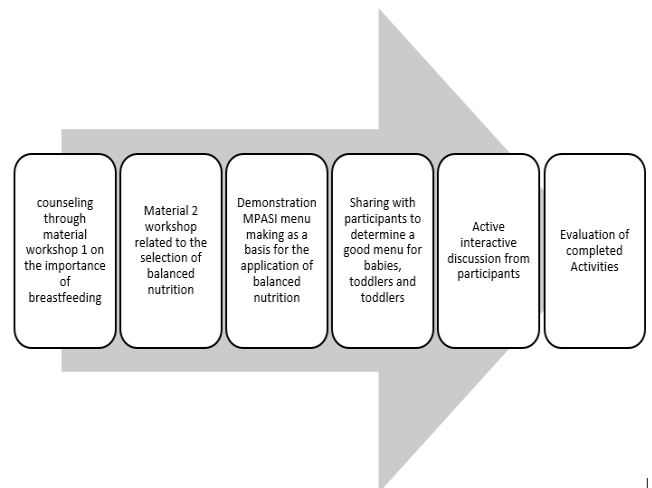 counseling
through
material
workshop 1 on
the importance
of
breastfeeding
Material 2
workshop
related to the
selection of
balanced
nutrition
Demonstration
MPASI menu
making as a
basis for the
application of
balanced
nutrition
Sharing with
participants to
determine a
good menu for
babies,
toddlers and
toddlers
Active
interactive
discussion from
participants
Evaluation of
completed
Activities